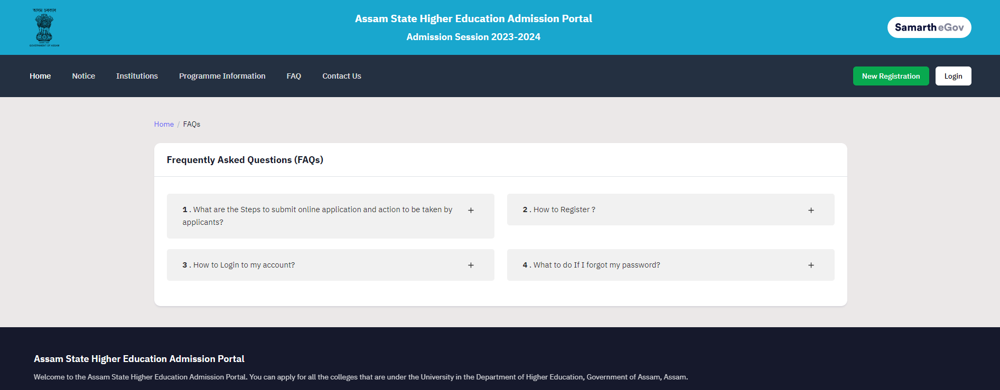 অসম চৰকাৰ
GOVERNMENT OF ASSAM
Assam State Higher Education Admission Portal
Admission Session 2023-2024
Samarth eGov
Home Notice Institutions Programme Information FAQ Contact Us New Registration Login
Home / FAQs
Frequently Asked Questions (FAQs)
1 . What are the Steps to submit online application and action to be taken by
applicants?
+
2 . How to Register ? +
3 . How to Login to my account? +
4 . What to do If I forgot my password? +
Assam State Higher Education Admission Portal
Welcome to the Assam State Higher Education Admission Portal. You can apply for all the colleges that are under the University in the Department of Higher Education, Government of Assam, Assam.